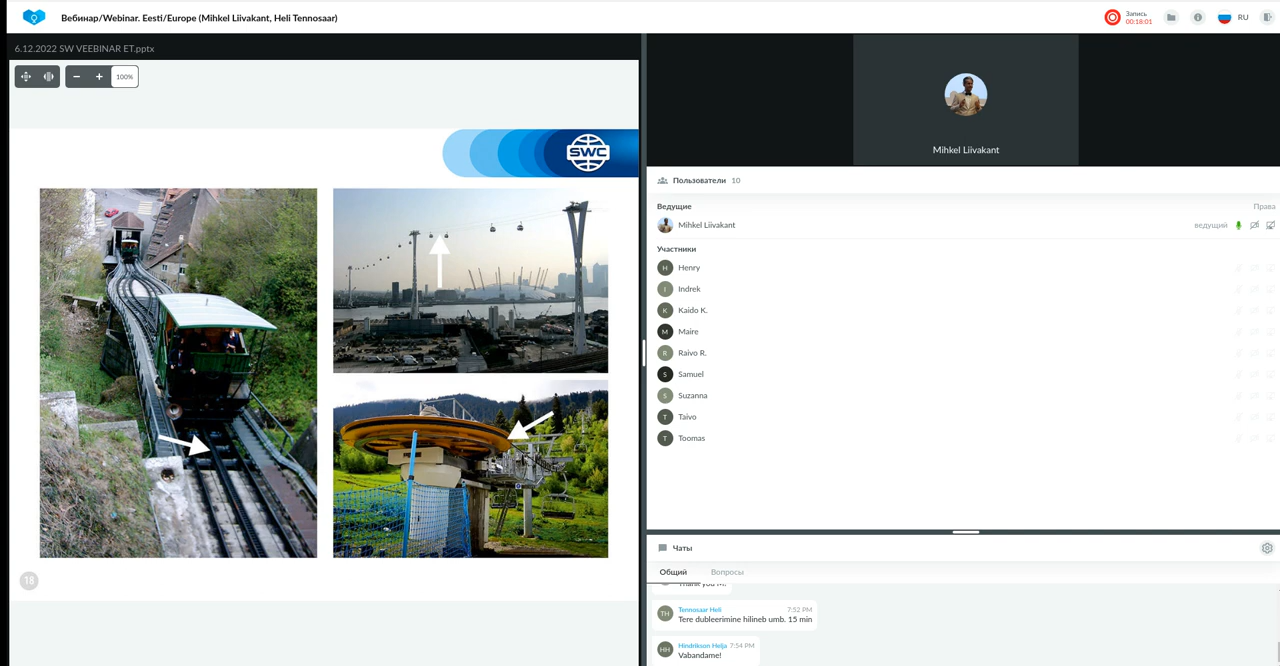 Вебинар/Webinar. Eesti/Europe (Mihkel Liivakant, Heli Tennosaar)
Запись
00:18:01
RU
6.12.2022 SW VEEBINAR ET.pptx
100%
SWC
18
Mihkel Liivakant
Пользователи 10
Ведущие Права
Mihkel Liivakant ведущий
Участники
H Henry
I Indrek
K Kaido K.
M Maire
R Raivo R.
S Samuel
S Suzanna
T Taivo
T Toomas
Чаты
Общий Вопросы
Thank you M.
TH Tennosaar Heli 7:52 PM
Tere dubleerimine hilineb umb. 15 min
HH Hindrikson Helja 7:54 PM
Vabandame!